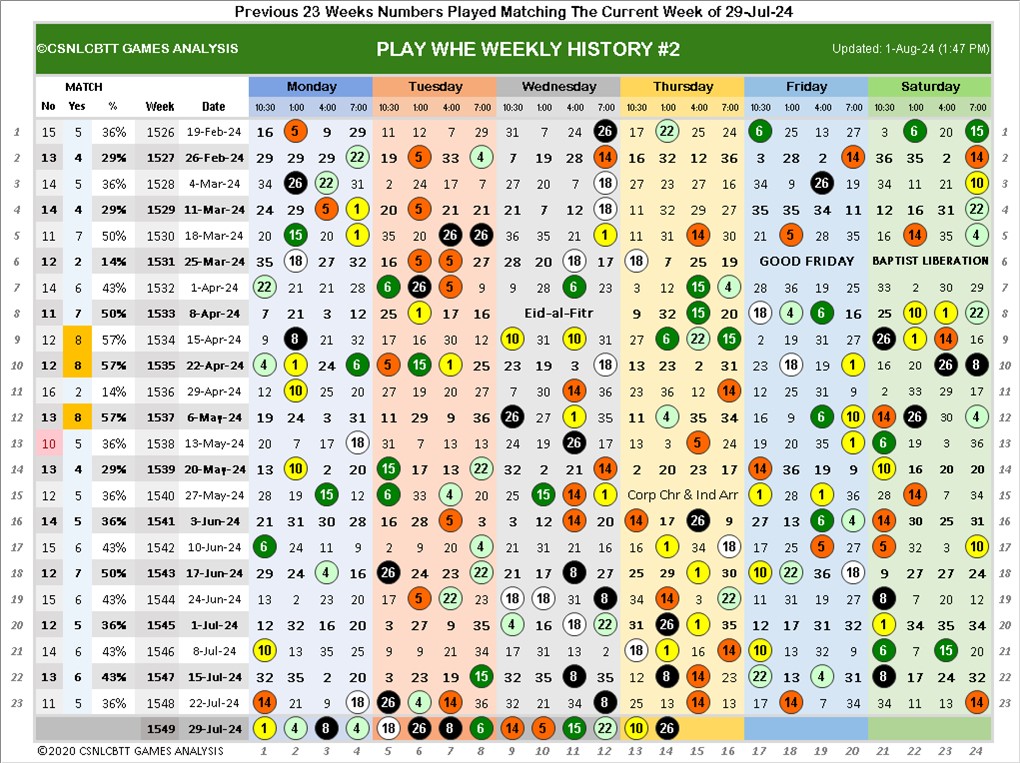 Previous 23 Weeks Numbers Played Matching The Current Week of 29-Jul-24
©CSNLCBTT GAMES ANALYSIS PLAY WHE WEEKLY HISTORY #2 Updated: 1-Aug-24 (1:47 PM)
MATCH Monday Tuesday Wednesday Thursday Friday Saturday
No Yes % Week Date 10:30 1:00 4:00 7:00 10:30 1:00 4:00 7:00 10:30 1:00 4:00 7:00 10:30 1:00 4:00 7:00 10:30 1:00 4:00 7:00 10:30 1:00 4:00 7:00
1 15 5 36% 1526 19-Feb-24 16 5 9 29 11 12 7 29 31 7 24 26 17 22 25 24 6 25 13 27 3 6 20 15 1
2 13 4 29% 1527 26-Feb-24 29 29 29 22 19 5 33 4 7 19 28 14 16 32 12 36 3 28 2 14 36 35 2 14 2
3 14 5 36% 1528 4-Mar-24 34 26 22 31 2 24 17 7 27 20 7 18 27 23 27 16 34 9 26 19 34 11 21 10 3
4 14 4 29% 1529 11-Mar-24 24 29 5 1 20 5 21 21 21 7 12 18 11 32 29 27 35 35 34 11 12 16 31 22 4
5 11 7 50% 1530 18-Mar-24 20 15 20 1 35 20 26 26 36 35 21 1 11 31 14 30 21 5 28 35 16 14 35 4 5
6 12 2 14% 1531 25-Mar-24 35 18 27 32 16 5 5 27 28 20 18 17 18 7 25 19 GOOD FRIDAY BAPTIST LIBERATION 6
7 14 6 43% 1532 1-Apr-24 22 21 21 28 6 26 5 9 9 28 6 23 3 12 15 4 28 19 36 25 33 2 30 29 7
8 11 7 50% 1533 8-Apr-24 7 21 3 12 25 1 17 16 Eid-al-Fitr 9 32 15 20 18 4 6 16 25 10 1 22 8
9 12 8 57% 1534 15-Apr-24 9 8 21 32 17 16 30 12 10 31 10 31 27 6 22 15 2 19 31 27 26 1 14 16 9
10 12 8 57% 1535 22-Apr-24 4 1 24 6 5 15 1 25 23 19 3 18 13 23 2 31 23 18 19 1 16 20 26 8 10
11 16 2 14% 1536 29-Apr-24 12 10 25 20 27 19 20 27 2 7 14 30 23 36 12 14 12 25 31 9 2 33 29 17 11
12 13 8 57% 1537 6-May-24 19 24 3 31 11 29 9 36 26 27 1 35 11 4 35 34 16 9 6 10 14 22 30 4 12
13 10 5 36% 1538 13-May-24 20 7 17 18 31 7 13 13 24 19 26 17 13 3 5 24 19 20 35 1 6 19 3 36 13
14 13 4 29% 1539 20-May-24 13 10 2 20 15 17 13 22 32 2 21 14 2 20 23 17 14 36 19 9 10 16 20 20 14
15 12 5 36% 1540 27-May-24 28 19 3 12 6 33 4 20 25 15 14 1 Corp Chr & Ind Arr 1 28 1 36 28 14 7 34 15
16 14 5 36% 1541 3-Jun-24 21 31 30 28 16 28 5 3 3 12 14 20 14 17 26 9 27 13 6 4 14 30 25 31 16
17 15 6 43% 1542 10-Jun-24 6 24 11 9 2 9 20 4 21 31 21 16 16 1 34 18 17 25 5 27 5 32 3 10 17
18 12 7 50% 1543 17-Jun-24 29 24 4 16 26 24 23 22 21 17 8 27 25 29 1 30 10 22 36 18 9 27 27 24 18
19 15 6 43% 1544 24-Jun-24 13 2 23 20 17 5 22 23 18 18 31 8 34 14 3 22 11 31 19 27 8 7 20 12 19
20 12 5 36% 1545 1-Jul-24 12 32 16 20 3 27 9 35 4 16 18 22 31 26 1 35 12 17 31 32 1 34 35 34 20
21 14 6 43% 1546 8-Jul-24 10 13 35 25 9 9 21 34 17 31 13 2 18 1 16 14 10 13 32 9 6 7 15 20 21
22 13 6 43% 1547 15-Jul-24 32 35 2 20 3 23 19 15 32 35 8 35 12 8 14 31 22 13 4 31 8 17 24 32 22
23 11 5 36% 1548 22-Jul-24 14 21 9 18 26 4 14 36 24 9 33 8 25 13 14 13 7 14 7 34 34 11 13 14 23
1549 29-Jul-24 1 4 8 4 18 26 8 6 14 5 15 22 10 26
©2020 CSNLCBTT GAMES ANALYSIS 1 2 3 4 5 6 7 8 9 10 11 12 13 14 15 16 17 18 19 20 21 22 23 24